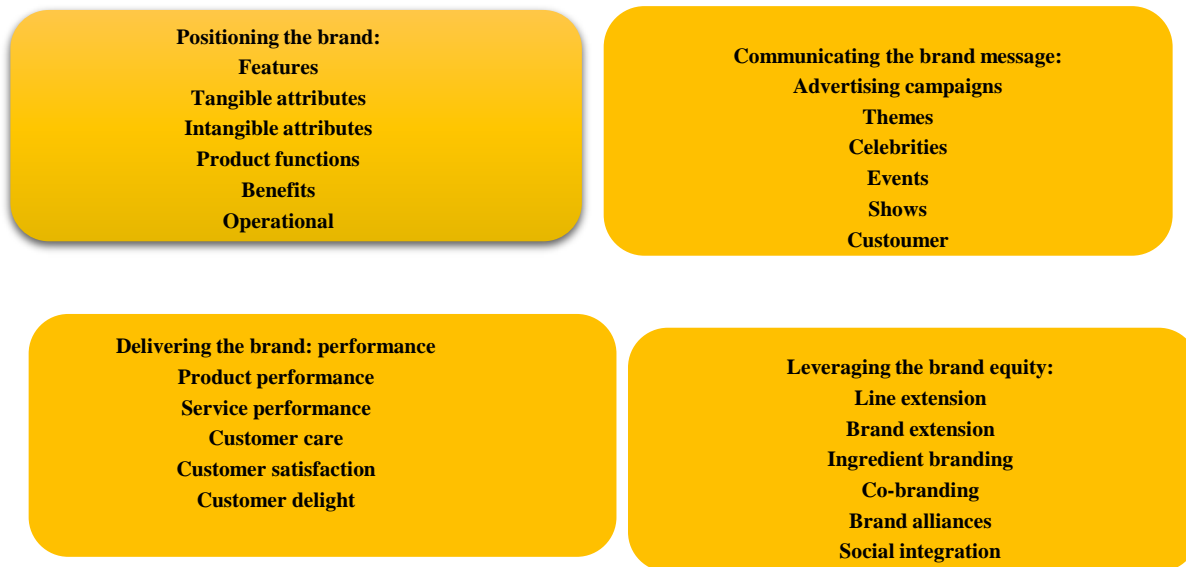 Positioning the brand:
Features
Tangible attributes
Intangible attributes
Product functions
Benefits
Operational
Communicating the brand message:
Advertising campaigns
Themes
Celebrities
Events
Shows
Custoumer
Delivering the brand: performance
Product performance
Service performance
Customer care
Customer satisfaction
Customer delight
Leveraging the brand equity:
Line extension
Brand extension
Ingredient branding
Co-branding
Brand alliances
Social integration